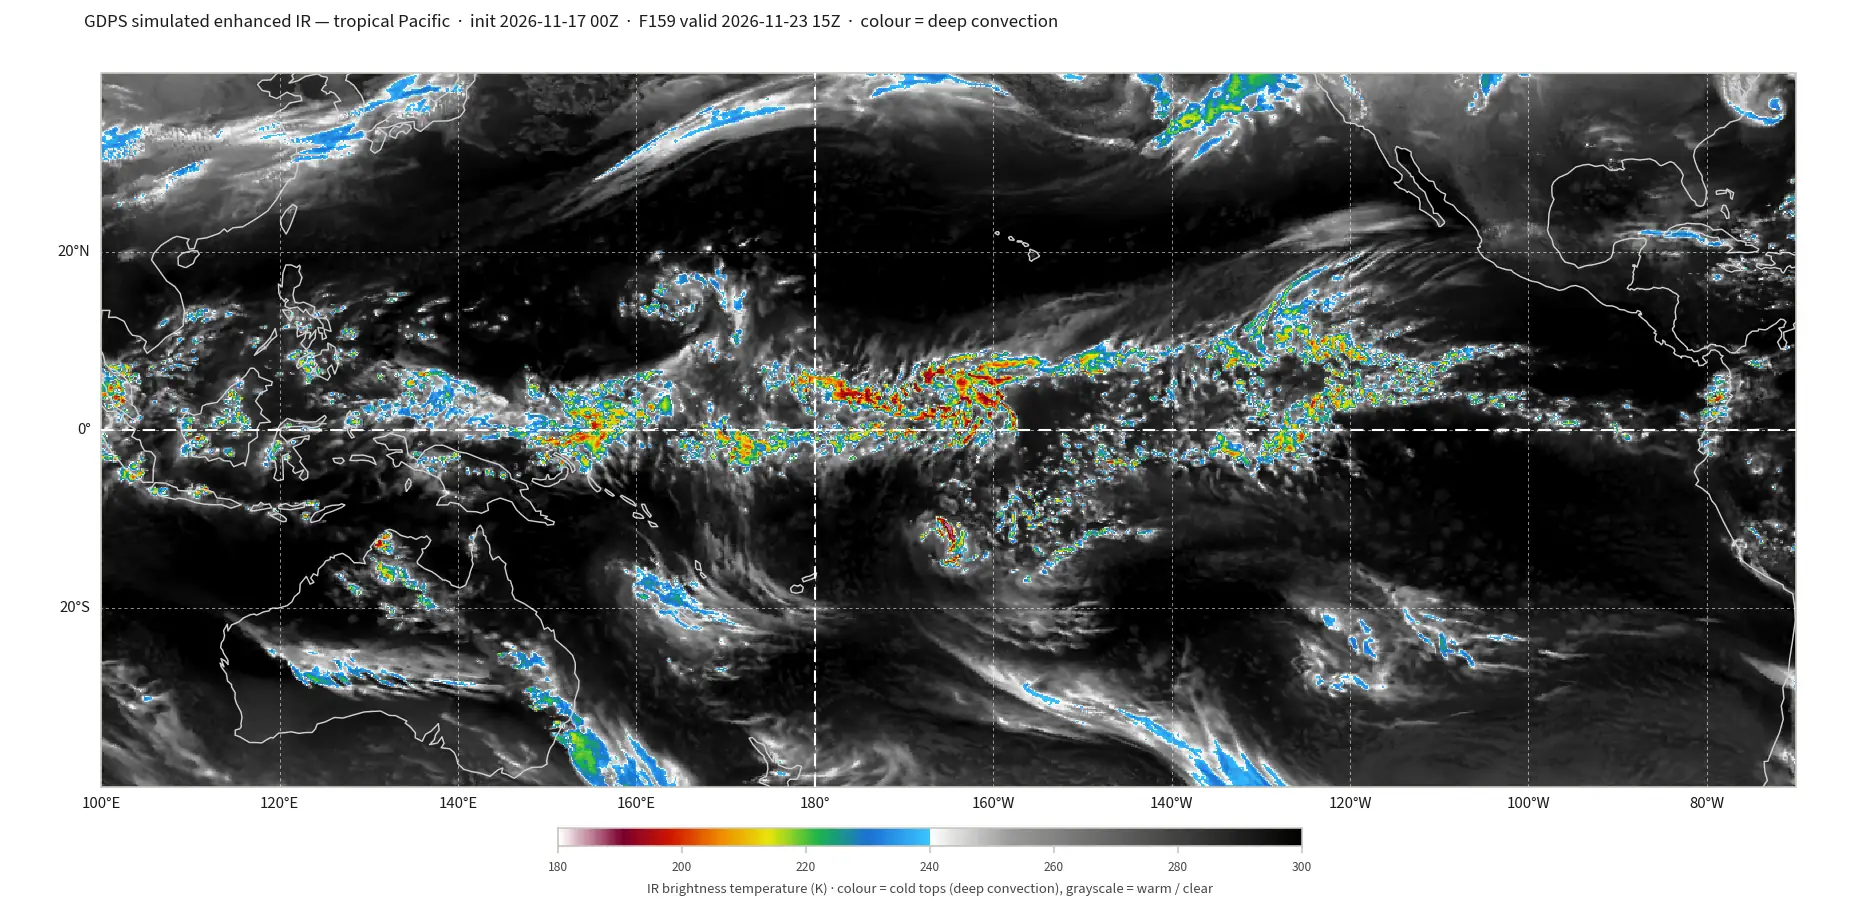 GDPS simulated enhanced IR — tropical Pacific · init 2026-11-17 00Z · F159 valid 2026-11-23 15Z · colour = deep convection
20°N
0°
20°S
100°E 120°E 140°E 160°E 180° 160°W 140°W 120°W 100°W 80°W
180 200 220 240 260 280 300
IR brightness temperature (K) · colour = cold tops (deep convection), grayscale = warm / clear